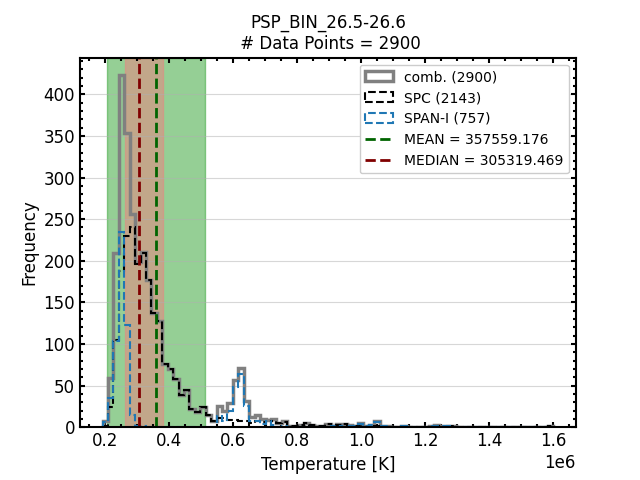 PSP_BIN_26.5-26.6
# Data Points = 2900
comb. (2900)
SPC (2143)
SPAN-I (757)
MEAN = 357559.176
MEDIAN = 305319.469
Frequency
400
350
300
250
200
150
100
50
0
0.2 0.4 0.6 0.8 1.0 1.2 1.4 1.6
1e6
Temperature [K]